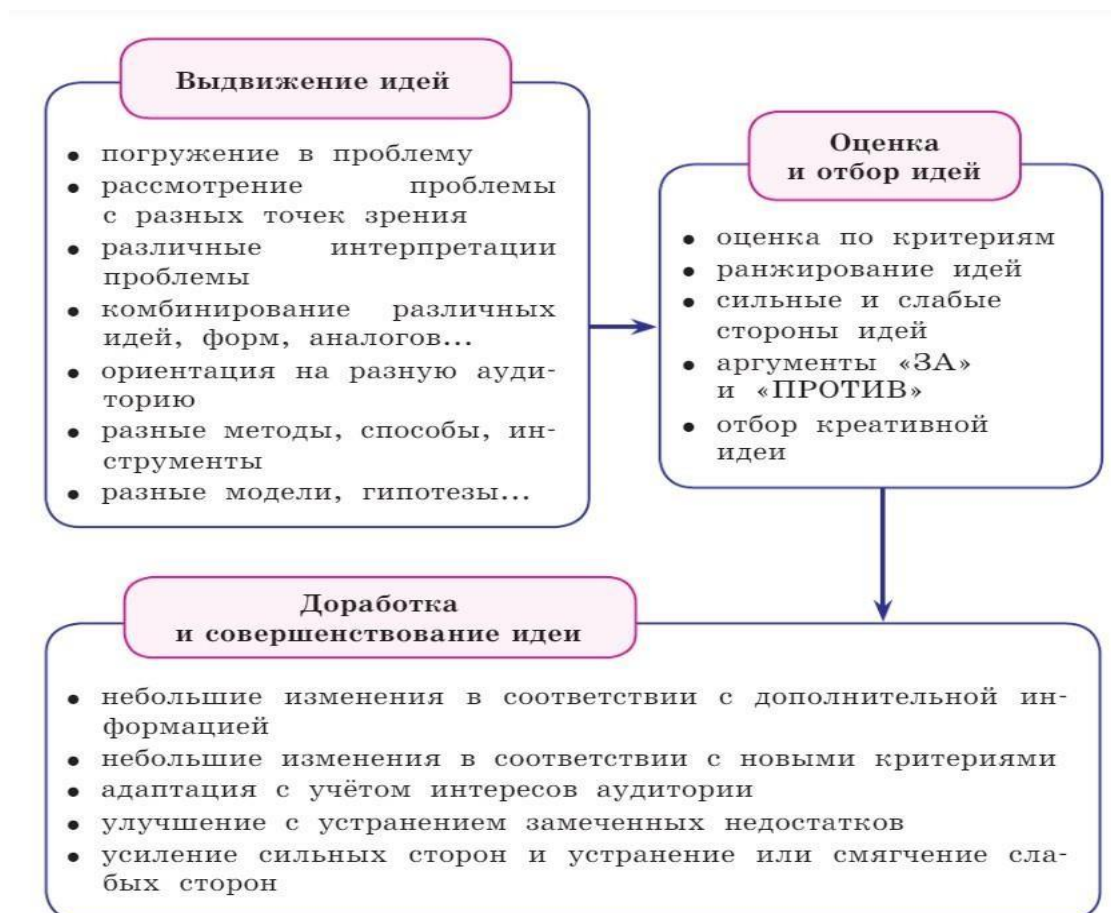 Выдвижение идей
• погружение в проблему
• рассмотрение проблемы
с разных точек зрения
• различные интерпретации
проблемы
• комбинирование различных
идей, форм, аналогов...
• ориентация на разную ауди-
торию
• разные методы, способы, ин-
струменты
• разные модели, гипотезы...
Оценка
и отбор идей
• оценка по критериям
• ранжирование идей
• сильные и слабые
стороны идей
• аргументы «ЗА»
и «ПРОТИВ»
• отбор креативной
идеи
Доработка
и совершенствование идеи
• небольшие изменения в соответствии с дополнительной ин-
формацией
• небольшие изменения в соответствии с новыми критериями
• адаптация с учётом интересов аудитории
• улучшение с устранением замеченных недостатков
• усиление сильных сторон и устранение или смягчение сла-
бых сторон